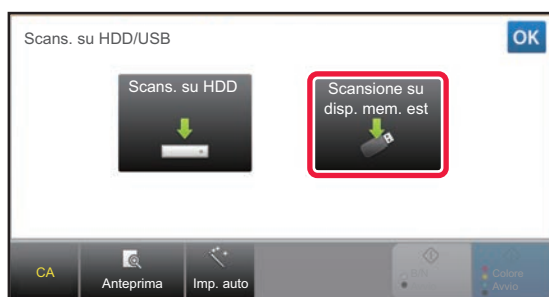 Scans. su HDD/USB
OK
Scans. su HDD
Scansione su
disp. mem. est
CA
Anteprima
Imp. auto
B/N
Avvio
Colore
Avvio